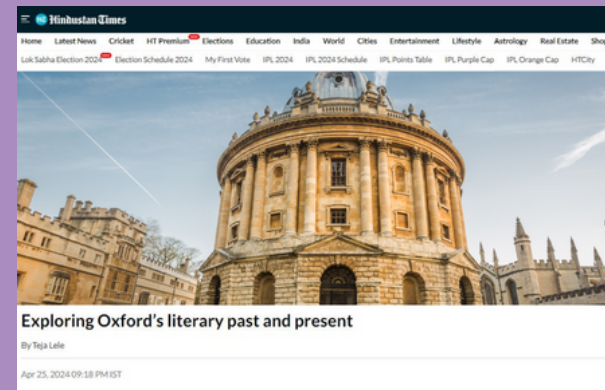 HT Hindustan Times
Home Latest News Cricket HT Premium Elections Education India World Cities Entertainment Lifestyle Astrology Real Estate Shop
Lok Sabha Election 2024 Election Schedule 2024 My First Vote IPL 2024 IPL 2024 Schedule IPL Points Table IPL Purple Cap IPL Orange Cap HTCity
Exploring Oxford's literary past and present
By Teja Lele
Apr 25, 2024 09:18 PM IST